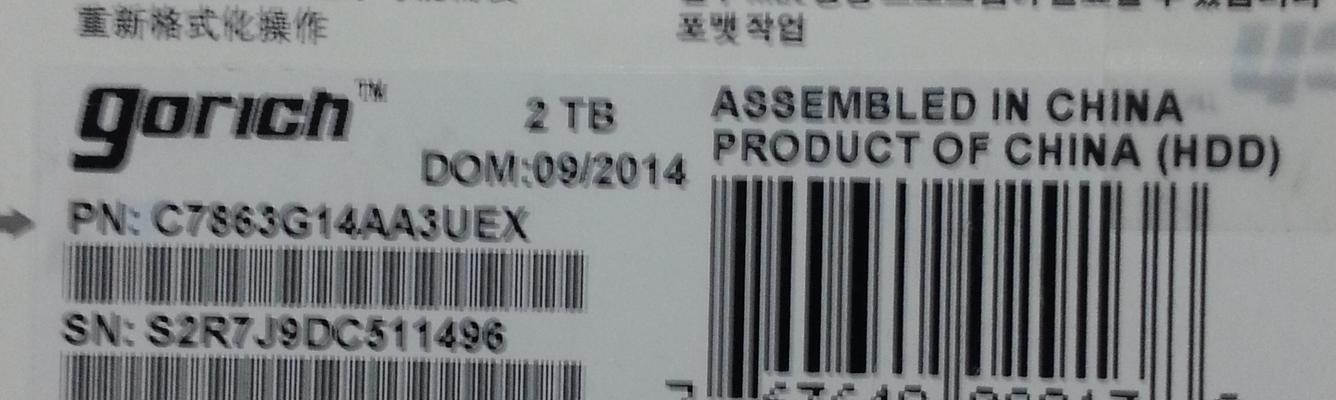 重新格式化操作
포맷 작업
gorich™
2 TB
DOM:09/2014
ASSEMBLED IN CHINA
PRODUCT OF CHINA (HDD)
PN: C7863G14AA3UEX
SN: S2R7J9DC511496